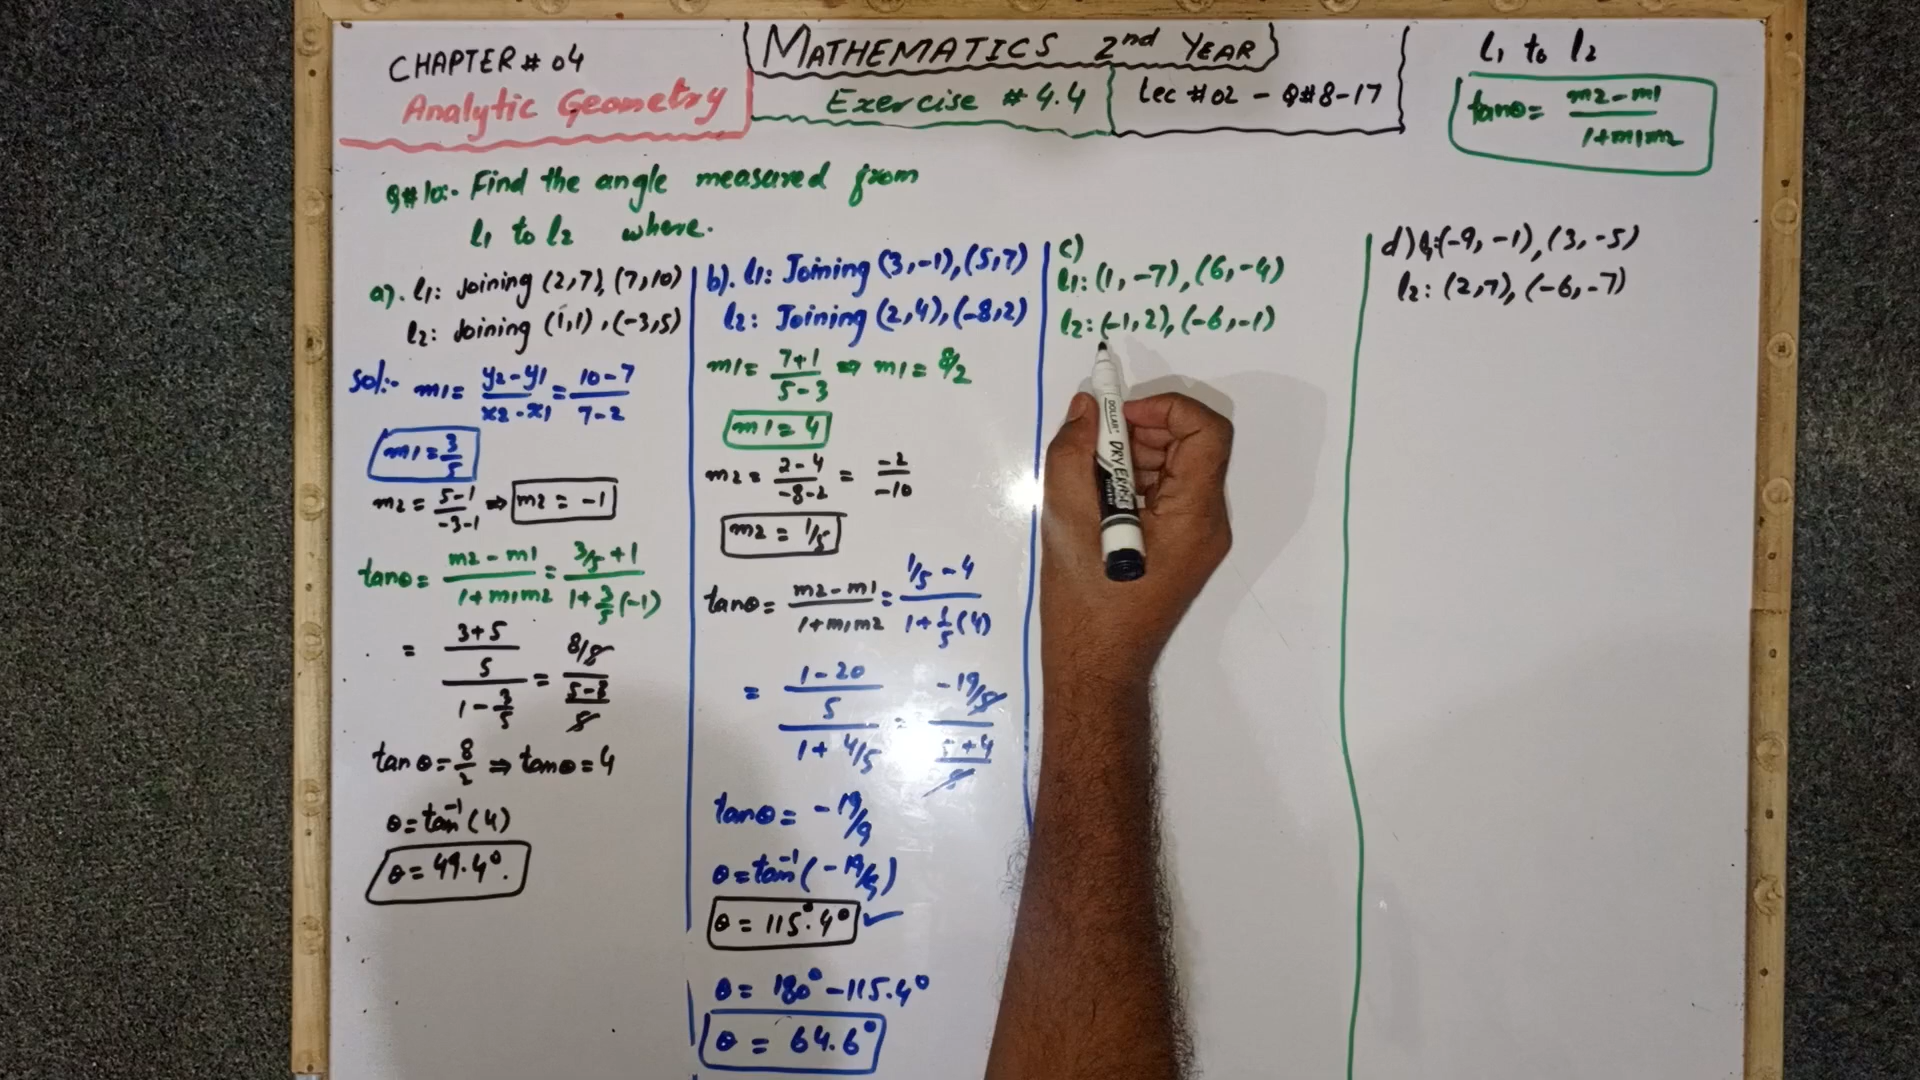 CHAPTER # 04
Analytic Geometry
MATHEMATICS 2nd YEAR
Exercise # 4.4
Lec # 02 - Q#8-17
l1 to l2
tanθ = m2-m1 / 1+m1m2
Q#10:- Find the angle measured from
l1 to l2 where.
a). l1: Joining (2,7), (7,10)
l2: Joining (1,1), (-3,5)
Sol:- m1 = y2-y1 / x2-x1 = 10-7 / 7-2
m1 = 3/5
m2 = 5-1 / -3-1 ⇒ m2 = -1
tanθ = m2-m1 / 1+m1m2 = 3/5+1 / 1+3/5(-1)
= 3+5/5 / 1-3/5 = 8/5 / 5-3/5
tanθ = 8/2 ⇒ tanθ = 4
θ = tan⁻¹(4)
θ = 49.4°.
b). l1: Joining (3,-1), (5,7)
l2: Joining (2,4), (-8,2)
m1 = 7+1 / 5-3 ⇒ m1 = 8/2
m1 = 4
m2 = 2-4 / -8-2 = -2 / -10
m2 = 1/5
tanθ = m2-m1 / 1+m1m2 = 1/5-4 / 1+1/5(4)
= 1-20/5 / 1+4/5 = -19/5 / 5+4/5
tanθ = -19/9
θ = tan⁻¹(-19/9)
θ = 115.4° ✓
θ = 180° - 115.4°
θ = 64.6°
c)
l1: (1,-7), (6,-4)
l2: (-1,2), (-6,-1)
d) l1: (-9,-1), (3,-5)
l2: (2,7), (-6,-7)
DOLLAR
DRY ERASE